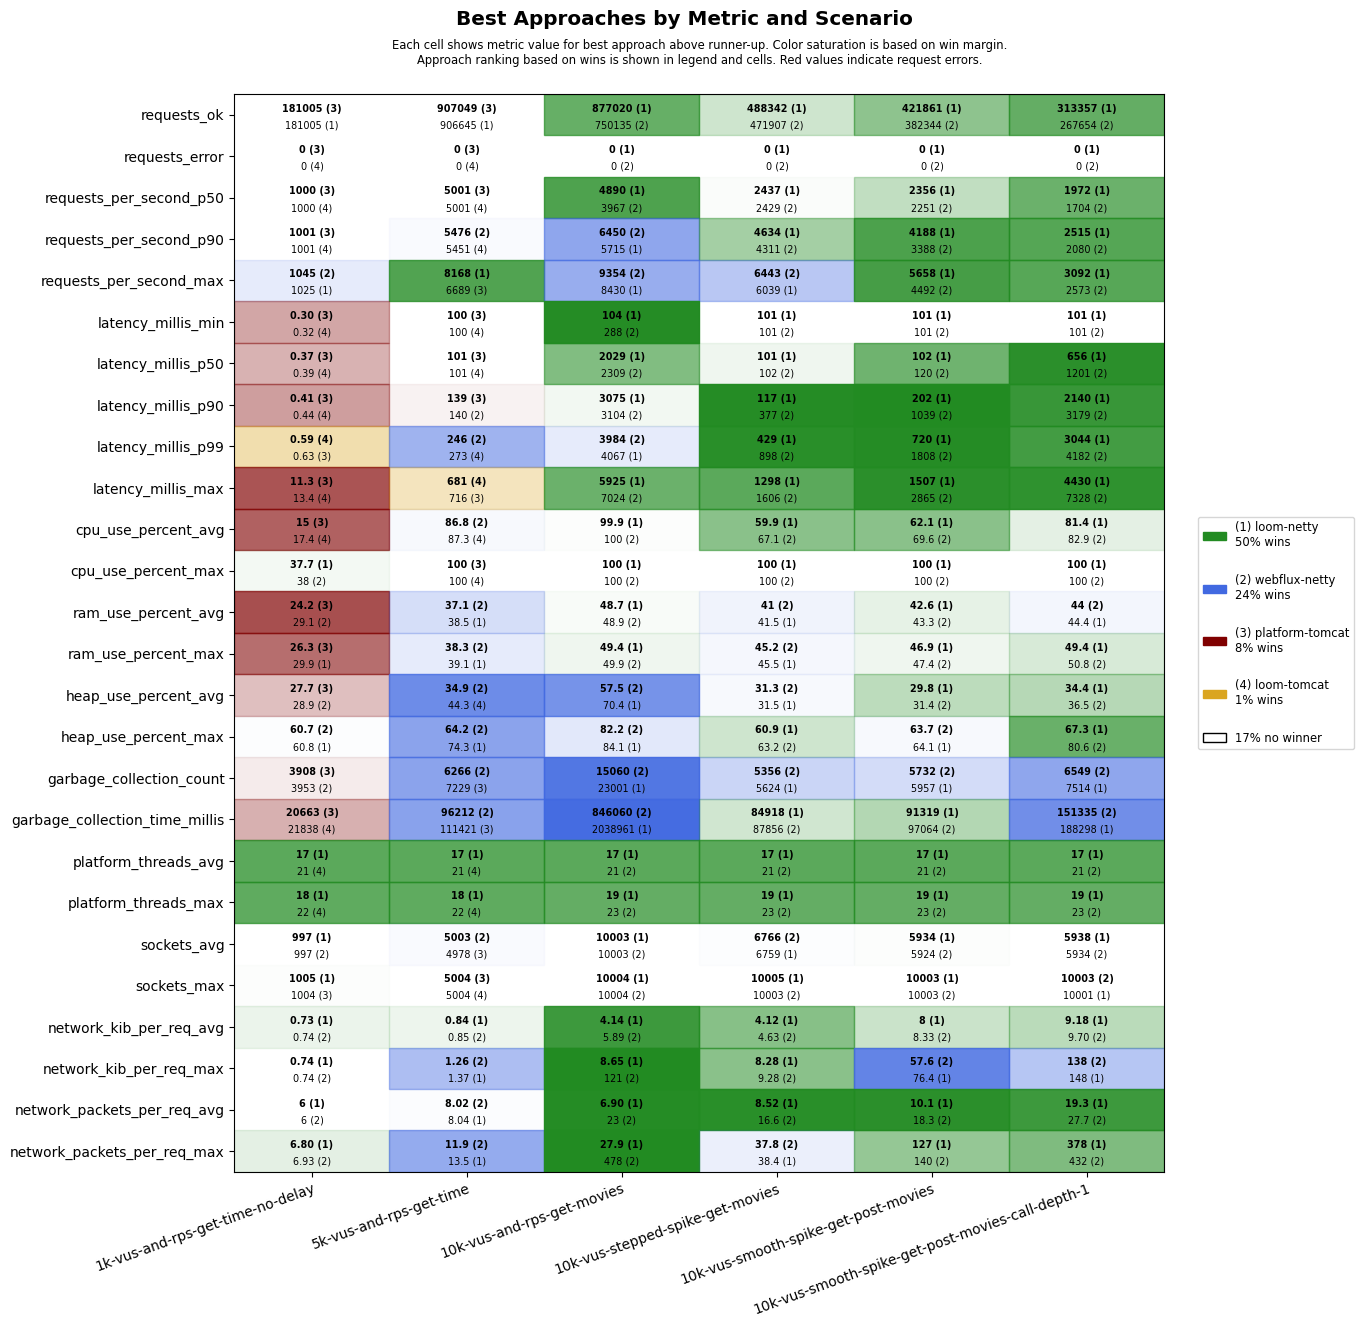 Best Approaches by Metric and Scenario
Each cell shows metric value for best approach above runner-up. Color saturation is based on win margin.
Approach ranking based on wins is shown in legend and cells. Red values indicate request errors.
requests_ok
181005 (3) 907049 (3) 877020 (1) 488342 (1) 421861 (1) 313357 (1)
181005 (1) 906645 (1) 750135 (2) 471907 (2) 382344 (2) 267654 (2)
requests_error
0 (3) 0 (3) 0 (1) 0 (1) 0 (1) 0 (1)
0 (4) 0 (4) 0 (2) 0 (2) 0 (2) 0 (2)
requests_per_second_p50
1000 (3) 5001 (3) 4890 (1) 2437 (1) 2356 (1) 1972 (1)
1000 (4) 5001 (4) 3967 (2) 2429 (2) 2251 (2) 1704 (2)
requests_per_second_p90
1001 (3) 5476 (2) 6450 (2) 4634 (1) 4188 (1) 2515 (1)
1001 (4) 5451 (4) 5715 (1) 4311 (2) 3388 (2) 2080 (2)
requests_per_second_max
1045 (2) 8168 (1) 9354 (2) 6443 (2) 5658 (1) 3092 (1)
1025 (1) 6689 (3) 8430 (1) 6039 (1) 4492 (2) 2573 (2)
latency_millis_min
0.30 (3) 100 (3) 104 (1) 101 (1) 101 (1) 101 (1)
0.32 (4) 100 (4) 288 (2) 101 (2) 101 (2) 101 (2)
latency_millis_p50
0.37 (3) 101 (3) 2029 (1) 101 (1) 102 (1) 656 (1)
0.39 (4) 101 (4) 2309 (2) 102 (2) 120 (2) 1201 (2)
latency_millis_p90
0.41 (3) 139 (3) 3075 (1) 117 (1) 202 (1) 2140 (1)
0.44 (4) 140 (2) 3104 (2) 377 (2) 1039 (2) 3179 (2)
latency_millis_p99
0.59 (4) 246 (2) 3984 (2) 429 (1) 720 (1) 3044 (1)
0.63 (3) 273 (4) 4067 (1) 898 (2) 1808 (2) 4182 (2)
latency_millis_max
11.3 (3) 681 (4) 5925 (1) 1298 (1) 1507 (1) 4430 (1)
13.4 (4) 716 (3) 7024 (2) 1606 (2) 2865 (2) 7328 (2)
cpu_use_percent_avg
15 (3) 86.8 (2) 99.9 (1) 59.9 (1) 62.1 (1) 81.4 (1)
17.4 (4) 87.3 (4) 100 (2) 67.1 (2) 69.6 (2) 82.9 (2)
cpu_use_percent_max
37.7 (1) 100 (3) 100 (1) 100 (1) 100 (1) 100 (1)
38 (2) 100 (4) 100 (2) 100 (2) 100 (2) 100 (2)
ram_use_percent_avg
24.2 (3) 37.1 (2) 48.7 (1) 41 (2) 42.6 (1) 44 (2)
29.1 (2) 38.5 (1) 48.9 (2) 41.5 (1) 43.3 (2) 44.4 (1)
ram_use_percent_max
26.3 (3) 38.3 (2) 49.4 (1) 45.2 (2) 46.9 (1) 49.4 (1)
29.9 (1) 39.1 (1) 49.9 (2) 45.5 (1) 47.4 (2) 50.8 (2)
heap_use_percent_avg
27.7 (3) 34.9 (2) 57.5 (2) 31.3 (2) 29.8 (1) 34.4 (1)
28.9 (2) 44.3 (4) 70.4 (1) 31.5 (1) 31.4 (2) 36.5 (2)
heap_use_percent_max
60.7 (2) 64.2 (2) 82.2 (2) 60.9 (1) 63.7 (2) 67.3 (1)
60.8 (1) 74.3 (1) 84.1 (1) 63.2 (2) 64.1 (1) 80.6 (2)
garbage_collection_count
3908 (3) 6266 (2) 15060 (2) 5356 (2) 5732 (2) 6549 (2)
3953 (2) 7229 (3) 23001 (1) 5624 (1) 5957 (1) 7514 (1)
garbage_collection_time_millis
20663 (3) 96212 (2) 846060 (2) 84918 (1) 91319 (1) 151335 (2)
21838 (4) 111421 (3) 2038961 (1) 87856 (2) 97064 (2) 188298 (1)
platform_threads_avg
17 (1) 17 (1) 17 (1) 17 (1) 17 (1) 17 (1)
21 (4) 21 (4) 21 (2) 21 (2) 21 (2) 21 (2)
platform_threads_max
18 (1) 18 (1) 19 (1) 19 (1) 19 (1) 19 (1)
22 (4) 22 (4) 23 (2) 23 (2) 23 (2) 23 (2)
sockets_avg
997 (1) 5003 (2) 10003 (1) 6766 (2) 5934 (1) 5938 (1)
997 (2) 4978 (3) 10003 (2) 6759 (1) 5924 (2) 5934 (2)
sockets_max
1005 (1) 5004 (3) 10004 (1) 10005 (1) 10003 (1) 10003 (2)
1004 (3) 5004 (4) 10004 (2) 10003 (2) 10003 (2) 10001 (1)
network_kib_per_req_avg
0.73 (1) 0.84 (1) 4.14 (1) 4.12 (1) 8 (1) 9.18 (1)
0.74 (2) 0.85 (2) 5.89 (2) 4.63 (2) 8.33 (2) 9.70 (2)
network_kib_per_req_max
0.74 (1) 1.26 (2) 8.65 (1) 8.28 (1) 57.6 (2) 138 (2)
0.74 (2) 1.37 (1) 121 (2) 9.28 (2) 76.4 (1) 148 (1)
network_packets_per_req_avg
6 (1) 8.02 (2) 6.90 (1) 8.52 (1) 10.1 (1) 19.3 (1)
6 (2) 8.04 (1) 23 (2) 16.6 (2) 18.3 (2) 27.7 (2)
network_packets_per_req_max
6.80 (1) 11.9 (2) 27.9 (1) 37.8 (2) 127 (1) 378 (1)
6.93 (2) 13.5 (1) 478 (2) 38.4 (1) 140 (2) 432 (2)
1k-vus-and-rps-get-time-no-delay
5k-vus-and-rps-get-time
10k-vus-and-rps-get-movies
10k-vus-stepped-spike-get-movies
10k-vus-smooth-spike-get-post-movies
10k-vus-smooth-spike-get-post-movies-call-depth-1
(1) loom-netty
50% wins
(2) webflux-netty
24% wins
(3) platform-tomcat
8% wins
(4) loom-tomcat
1% wins
17% no winner